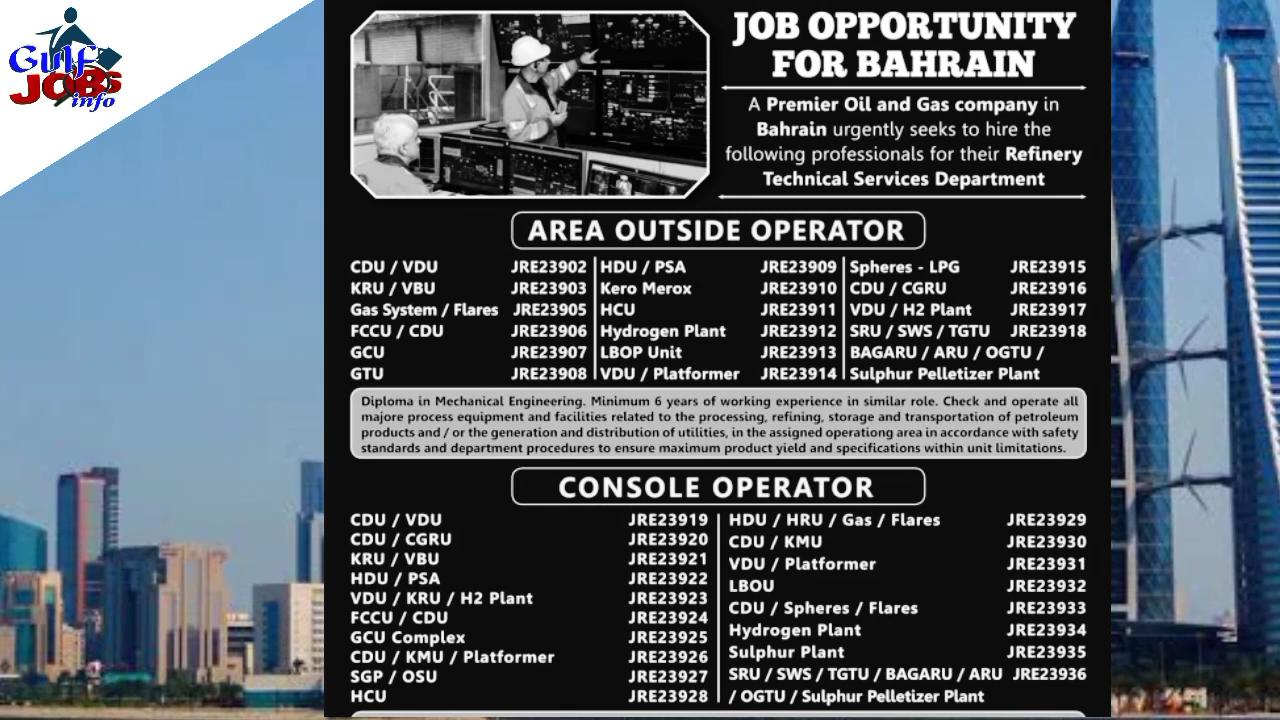 Gulf
JOBS
info
JOB OPPORTUNITY
FOR BAHRAIN
A Premier Oil and Gas company in
Bahrain urgently seeks to hire the
following professionals for their Refinery
Technical Services Department
AREA OUTSIDE OPERATOR
CDU / VDU JRE23902
KRU / VBU JRE23903
Gas System / Flares JRE23905
FCCU / CDU JRE23906
GCU JRE23907
GTU JRE23908
HDU / PSA JRE23909
Kero Merox JRE23910
HCU JRE23911
Hydrogen Plant JRE23912
LBOP Unit JRE23913
VDU / Platformer JRE23914
Spheres - LPG JRE23915
CDU / CGRU JRE23916
VDU / H2 Plant JRE23917
SRU / SWS / TGTU JRE23918
BAGARU / ARU / OGTU /
Sulphur Pelletizer Plant
Diploma in Mechanical Engineering. Minimum 6 years of working experience in similar role. Check and operate all
majore process equipment and facilities related to the processing, refining, storage and transportation of petroleum
products and / or the generation and distribution of utilities, in the assigned operationg area in accordance with safety
standards and department procedures to ensure maximum product yield and specifications within unit limitations.
CONSOLE OPERATOR
CDU / VDU JRE23919
CDU / CGRU JRE23920
KRU / VBU JRE23921
HDU / PSA JRE23922
VDU / KRU / H2 Plant JRE23923
FCCU / CDU JRE23924
GCU Complex JRE23925
CDU / KMU / Platformer JRE23926
SGP / OSU JRE23927
HCU JRE23928
HDU / HRU / Gas / Flares JRE23929
CDU / KMU JRE23930
VDU / Platformer JRE23931
LBOU JRE23932
CDU / Spheres / Flares JRE23933
Hydrogen Plant JRE23934
Sulphur Plant JRE23935
SRU / SWS / TGTU / BAGARU / ARU JRE23936
/ OGTU / Sulphur Pelletizer Plant